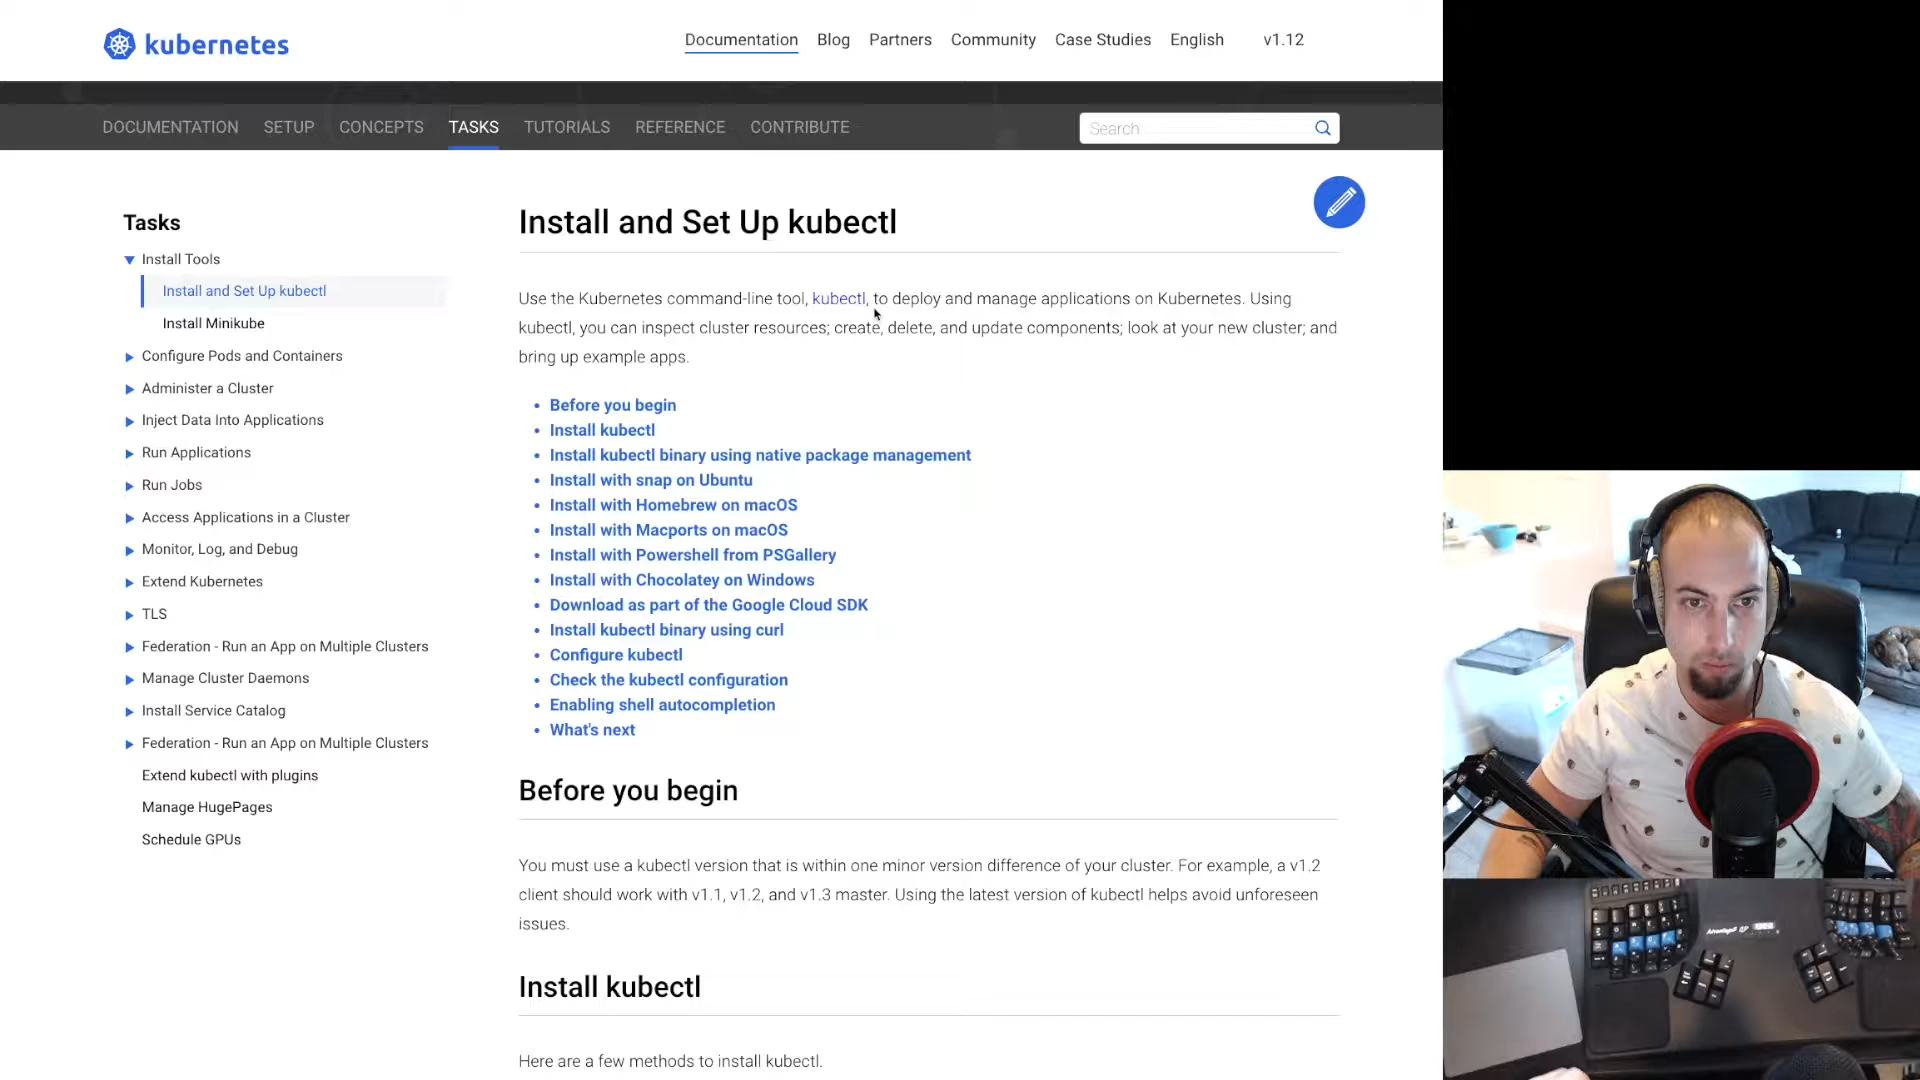 kubernetes
Documentation Blog Partners Community Case Studies English v1.12
DOCUMENTATION SETUP CONCEPTS TASKS TUTORIALS REFERENCE CONTRIBUTE
Search
Tasks
Install Tools
Install and Set Up kubectl
Install Minikube
Configure Pods and Containers
Administer a Cluster
Inject Data Into Applications
Run Applications
Run Jobs
Access Applications in a Cluster
Monitor, Log, and Debug
Extend Kubernetes
TLS
Federation - Run an App on Multiple Clusters
Manage Cluster Daemons
Install Service Catalog
Federation - Run an App on Multiple Clusters
Extend kubectl with plugins
Manage HugePages
Schedule GPUs
Install and Set Up kubectl
Use the Kubernetes command-line tool, kubectl, to deploy and manage applications on Kubernetes. Using
kubectl, you can inspect cluster resources; create, delete, and update components; look at your new cluster; and
bring up example apps.
Before you begin
Install kubectl
Install kubectl binary using native package management
Install with snap on Ubuntu
Install with Homebrew on macOS
Install with Macports on macOS
Install with Powershell from PSGallery
Install with Chocolatey on Windows
Download as part of the Google Cloud SDK
Install kubectl binary using curl
Configure kubectl
Check the kubectl configuration
Enabling shell autocompletion
What's next
Before you begin
You must use a kubectl version that is within one minor version difference of your cluster. For example, a v1.2
client should work with v1.1, v1.2, and v1.3 master. Using the latest version of kubectl helps avoid unforeseen
issues.
Install kubectl
Here are a few methods to install kubectl.